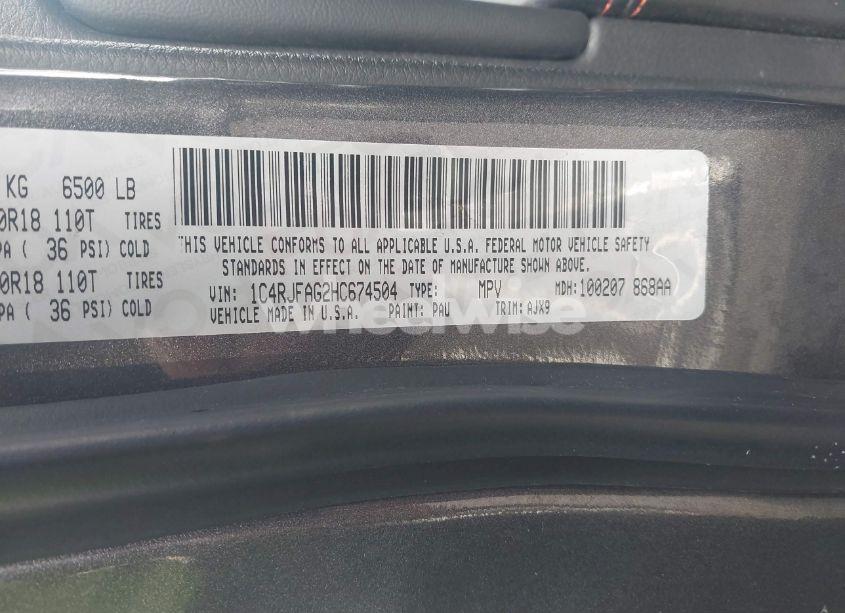 KG 6500 LB
0R18 110T TIRES
PA ( 36 PSI) COLD
0R18 110T TIRES
PA ( 36 PSI) COLD
THIS VEHICLE CONFORMS TO ALL APPLICABLE U.S.A. FEDERAL MOTOR VEHICLE SAFETY
STANDARDS IN EFFECT ON THE DATE OF MANUFACTURE SHOWN ABOVE.
VIN: 1C4RJFAG2HC674504 TYPE: MPV MDH:100207 868AA
VEHICLE MADE IN U.S.A. PAINT: PAU TRIM: AJX9
wheelwise